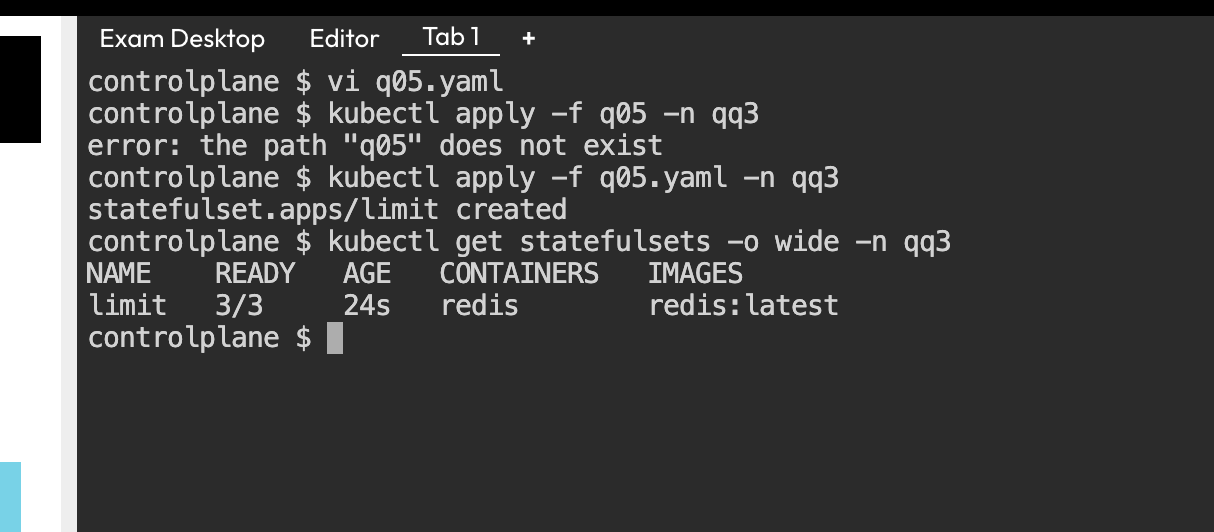 Exam Desktop Editor Tab 1 +
controlplane $ vi q05.yaml
controlplane $ kubectl apply -f q05 -n qq3
error: the path "q05" does not exist
controlplane $ kubectl apply -f q05.yaml -n qq3
statefulset.apps/limit created
controlplane $ kubectl get statefulsets -o wide -n qq3
NAME READY AGE CONTAINERS IMAGES
limit 3/3 24s redis redis:latest
controlplane $